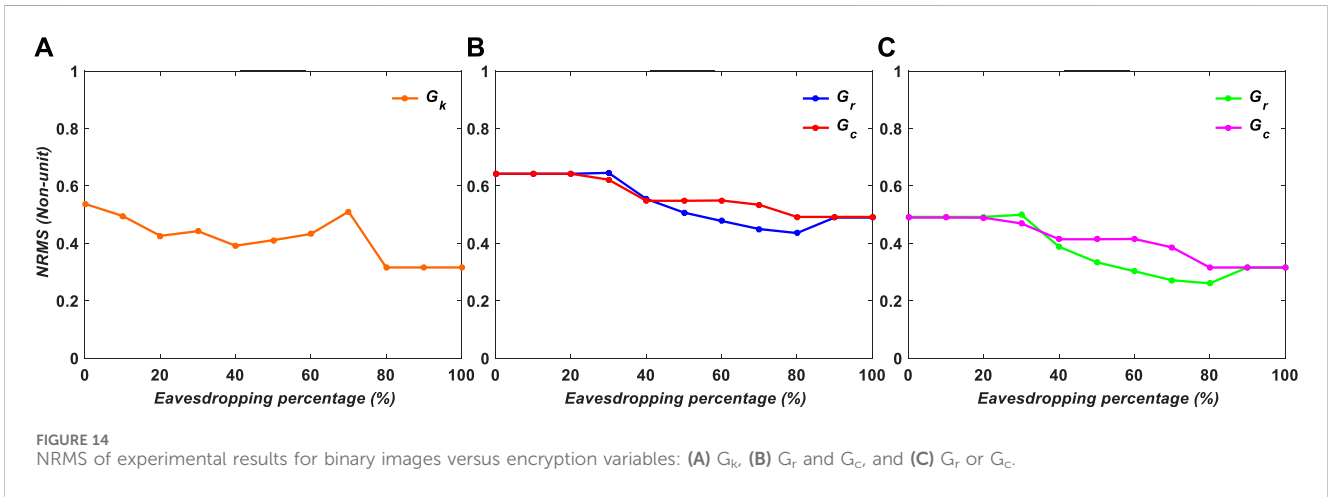 A
B
C
1
0.8
0.6
0.4
0.2
0
0 20 40 60 80 100
NRMS (Non-unit)
Eavesdropping percentage (%)
G_k
1
0.8
0.6
0.4
0.2
0
0 20 40 60 80 100
Eavesdropping percentage (%)
G_r
G_c
1
0.8
0.6
0.4
0.2
0
0 20 40 60 80 100
Eavesdropping percentage (%)
G_r
G_c
FIGURE 14
NRMS of experimental results for binary images versus encryption variables: (A) G_k, (B) G_r and G_c, and (C) G_r or G_c.